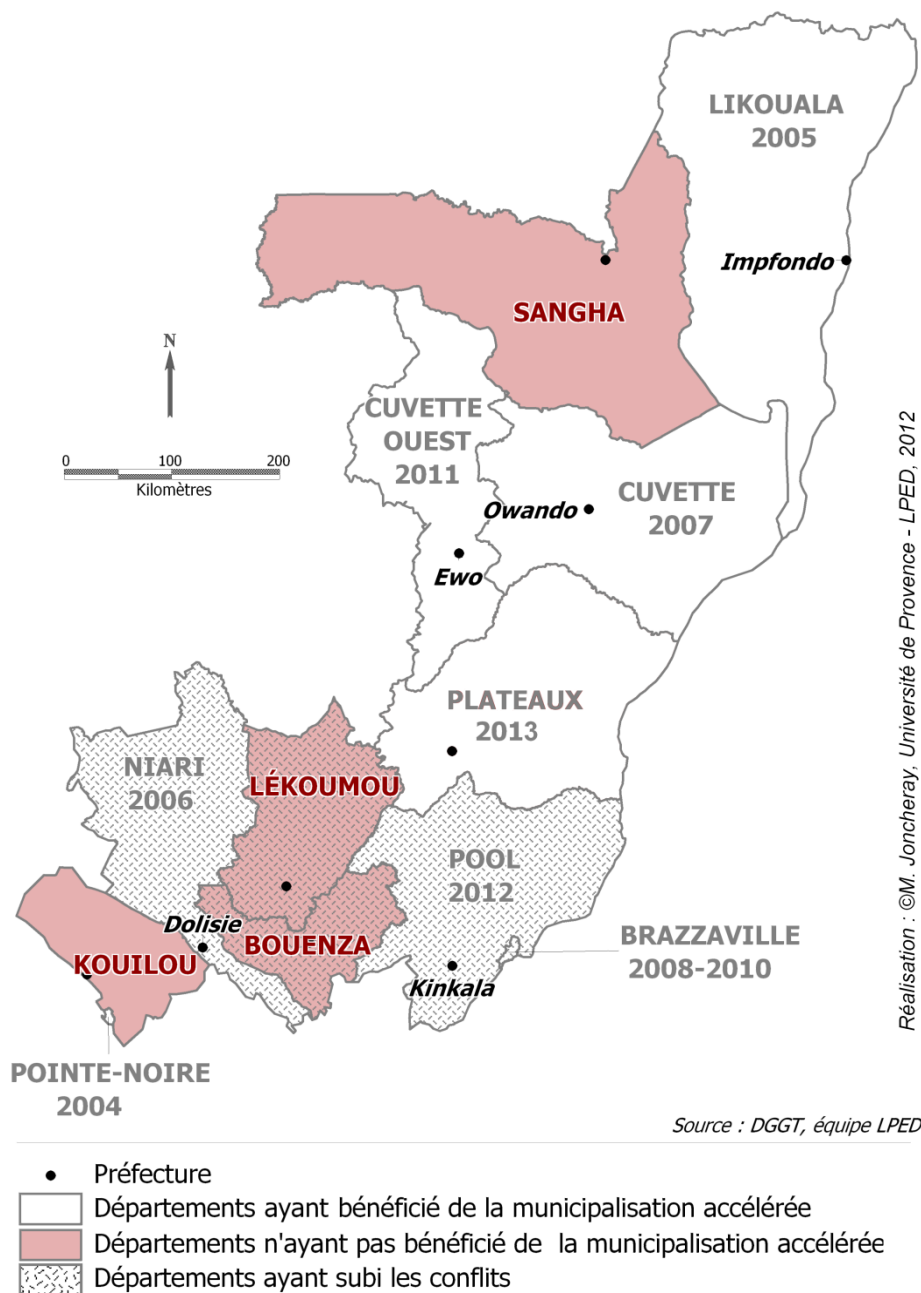 LIKOUALA
2005
Impfondo
SANGHA
N
CUVETTE
OUEST
2011
0 100 200
Kilomètres
CUVETTE
2007
Owando
Ewo
PLATEAUX
2013
NIARI
2006
LÉKOUMOU
POOL
2012
Dolisie
BOUENZA
KOUILOU
BRAZZAVILLE
2008-2010
Kinkala
POINTE-NOIRE
2004
Réalisation : ©M. Joncheray, Université de Provence - LPED, 2012
Source : DGGT, équipe LPED
Préfecture
Départements ayant bénéficié de la municipalisation accélérée
Départements n'ayant pas bénéficié de la municipalisation accélérée
Départements ayant subi les conflits